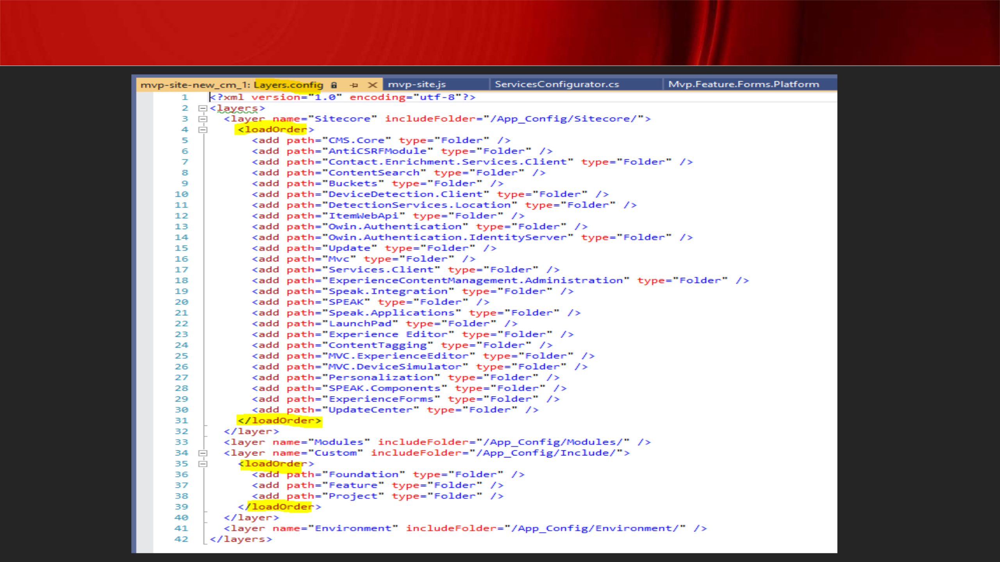 mvp-site-new_cm_1: Layers.config mvp-site.js ServicesConfigurator.cs Mvp.Feature.Forms.Platform
1 <?xml version="1.0" encoding="utf-8"?>
2 <layers>
3 <layer name="Sitecore" includeFolder="/App_Config/Sitecore/">
4 <loadOrder>
5 <add path="CMS.Core" type="Folder" />
6 <add path="AntiCSRFModule" type="Folder" />
7 <add path="Contact.Enrichment.Services.Client" type="Folder" />
8 <add path="ContentSearch" type="Folder" />
9 <add path="Buckets" type="Folder" />
10 <add path="DeviceDetection.Client" type="Folder" />
11 <add path="DetectionServices.Location" type="Folder" />
12 <add path="ItemWebApi" type="Folder" />
13 <add path="Owin.Authentication" type="Folder" />
14 <add path="Owin.Authentication.IdentityServer" type="Folder" />
15 <add path="Update" type="Folder" />
16 <add path="Mvc" type="Folder" />
17 <add path="Services.Client" type="Folder" />
18 <add path="ExperienceContentManagement.Administration" type="Folder" />
19 <add path="Speak.Integration" type="Folder" />
20 <add path="SPEAK" type="Folder" />
21 <add path="Speak.Applications" type="Folder" />
22 <add path="LaunchPad" type="Folder" />
23 <add path="Experience Editor" type="Folder" />
24 <add path="ContentTagging" type="Folder" />
25 <add path="MVC.ExperienceEditor" type="Folder" />
26 <add path="MVC.DeviceSimulator" type="Folder" />
27 <add path="Personalization" type="Folder" />
28 <add path="SPEAK.Components" type="Folder" />
29 <add path="ExperienceForms" type="Folder" />
30 <add path="UpdateCenter" type="Folder" />
31 </loadOrder>
32 </layer>
33 <layer name="Modules" includeFolder="/App_Config/Modules/" />
34 <layer name="Custom" includeFolder="/App_Config/Include/">
35 <loadOrder>
36 <add path="Foundation" type="Folder" />
37 <add path="Feature" type="Folder" />
38 <add path="Project" type="Folder" />
39 </loadOrder>
40 </layer>
41 <layer name="Environment" includeFolder="/App_Config/Environment/" />
42 </layers>